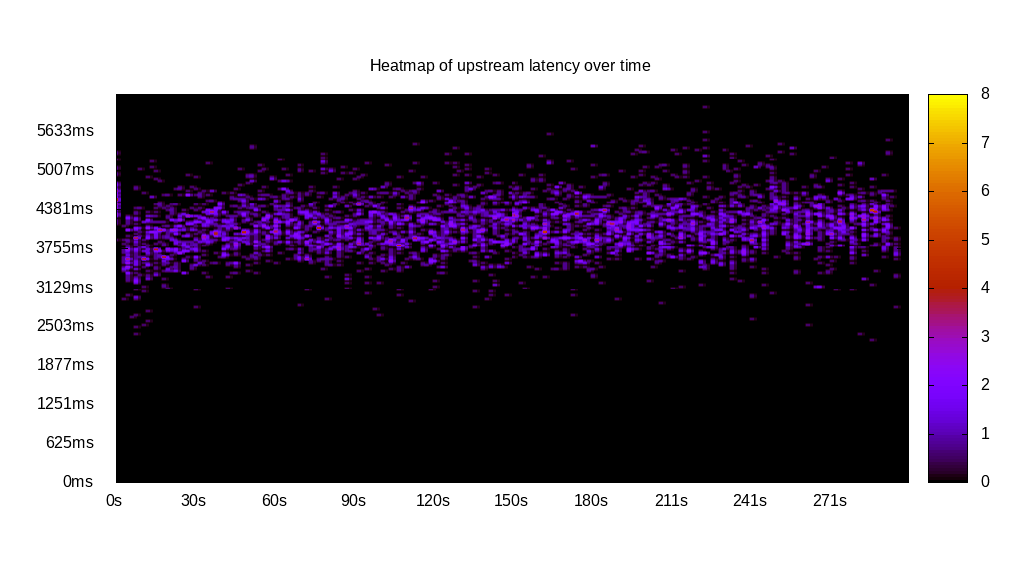 Heatmap of upstream latency over time
5633ms
5007ms
4381ms
3755ms
3129ms
2503ms
1877ms
1251ms
625ms
0ms
0s 30s 60s 90s 120s 150s 180s 211s 241s 271s
8
7
6
5
4
3
2
1
0